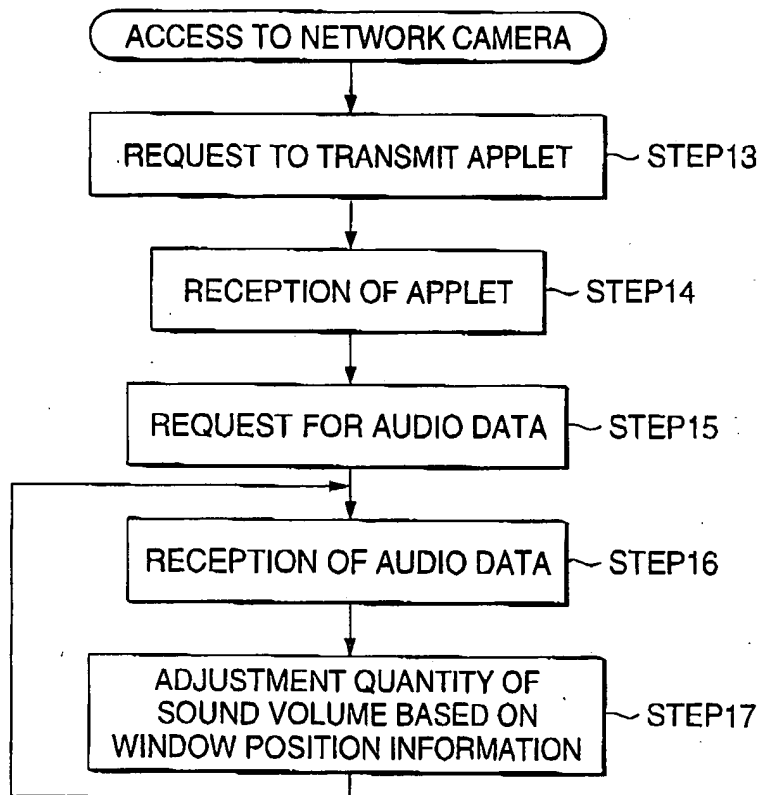 ACCESS TO NETWORK CAMERA
REQUEST TO TRANSMIT APPLET
STEP13
RECEPTION OF APPLET
STEP14
REQUEST FOR AUDIO DATA
STEP15
RECEPTION OF AUDIO DATA
STEP16
ADJUSTMENT QUANTITY OF
SOUND VOLUME BASED ON
WINDOW POSITION INFORMATION
STEP17